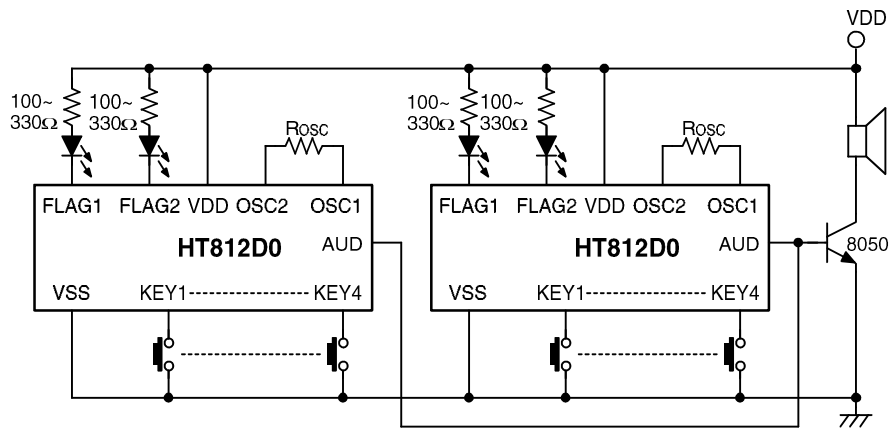 VDD
100~
330Ω
100~
330Ω
Rosc
100~
330Ω
100~
330Ω
Rosc
FLAG1 FLAG2 VDD OSC2 OSC1
HT812D0
AUD
VSS KEY1 KEY4
FLAG1 FLAG2 VDD OSC2 OSC1
HT812D0
AUD
VSS KEY1 KEY4
8050